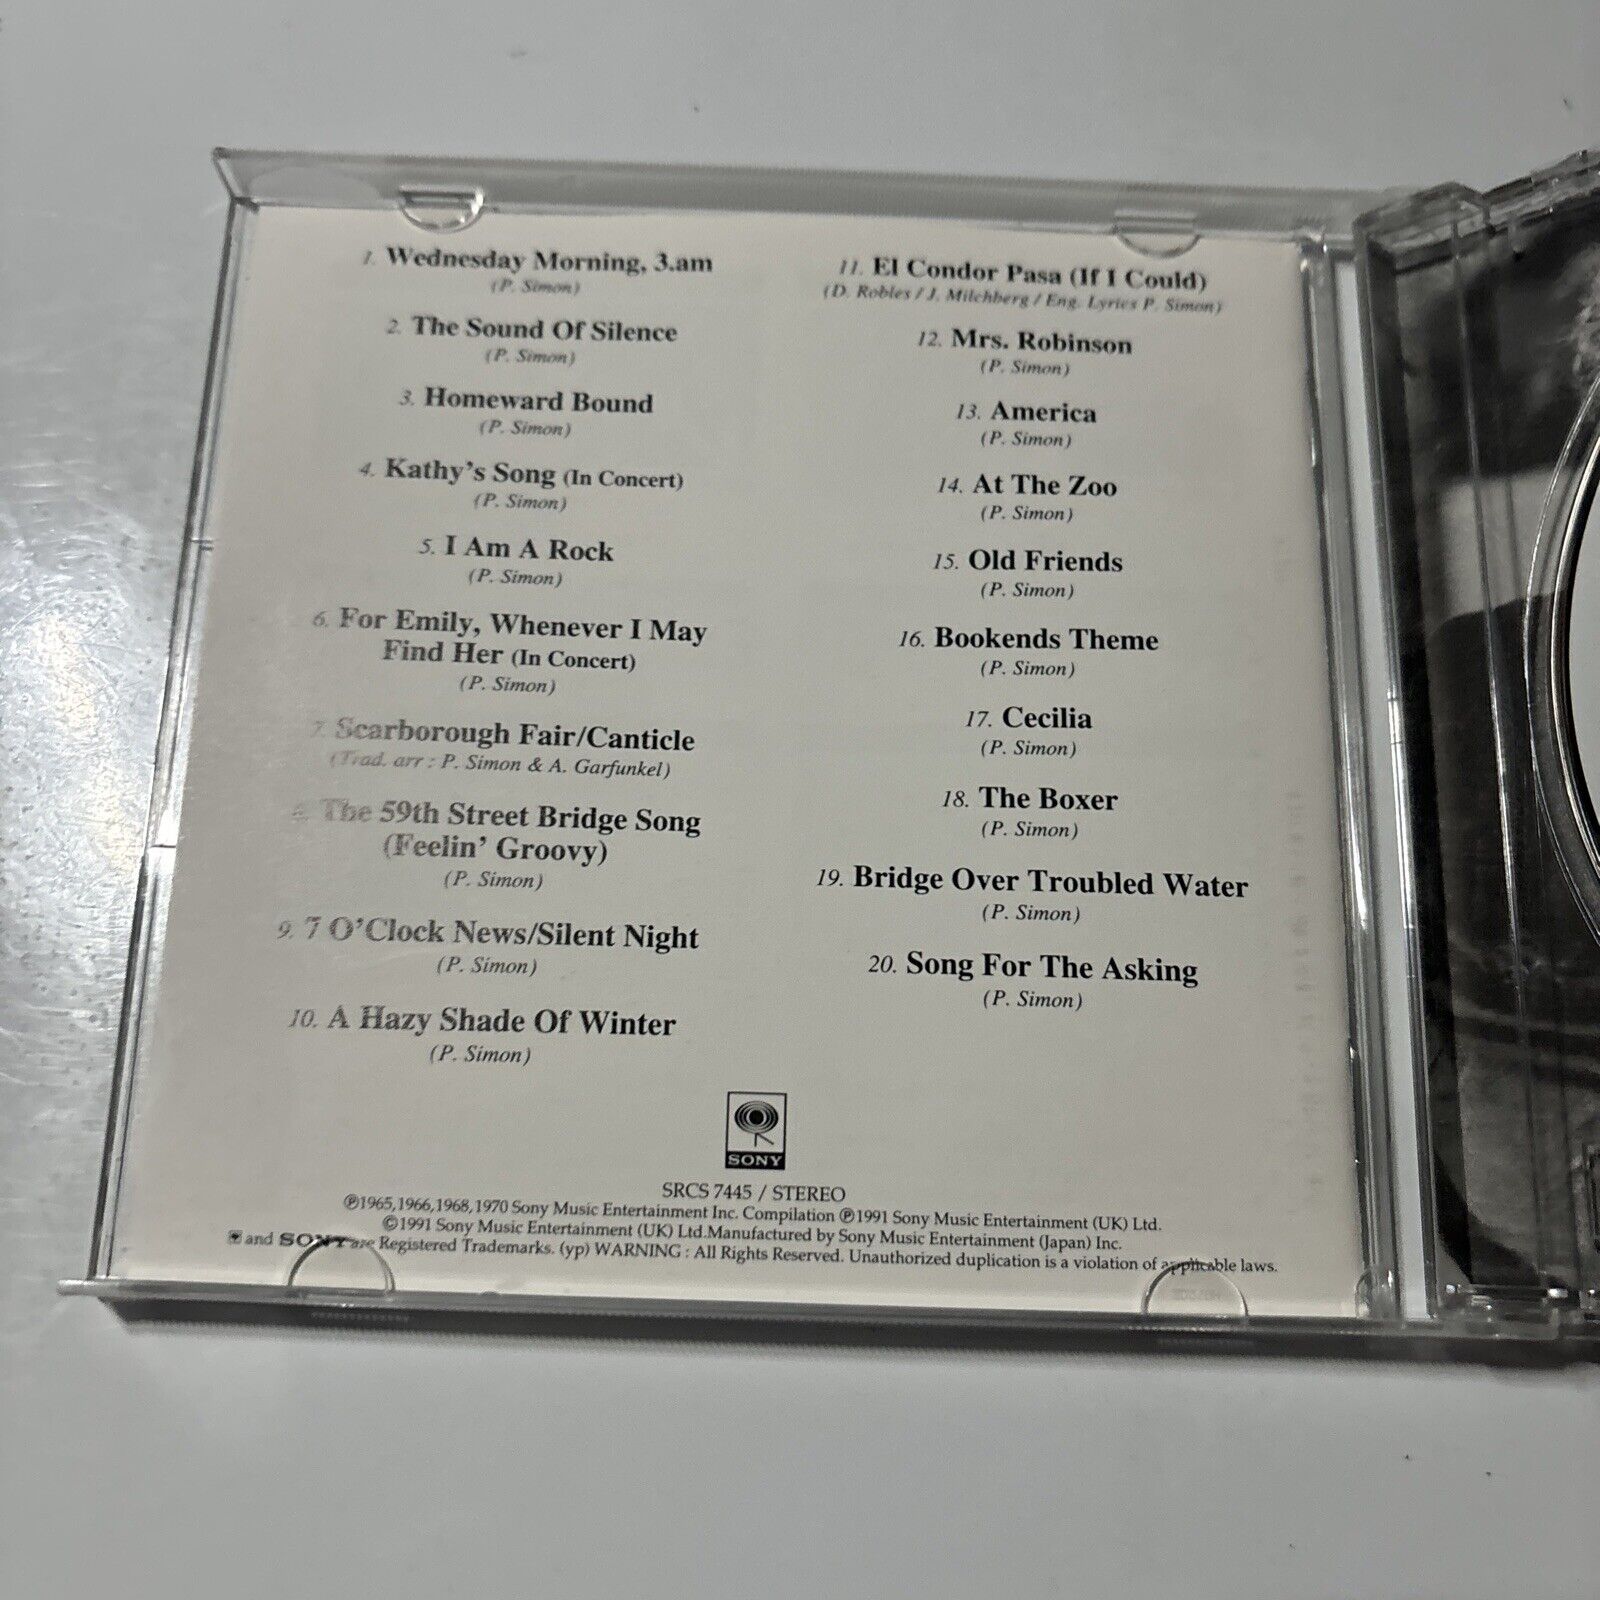 1. Wednesday Morning, 3.am
(P. Simon)
2. The Sound Of Silence
(P. Simon)
3. Homeward Bound
(P. Simon)
4. Kathy's Song (In Concert)
(P. Simon)
5. I Am A Rock
(P. Simon)
6. For Emily, Whenever I May
Find Her (In Concert)
(P. Simon)
7. Scarborough Fair/Canticle
(Trad. arr : P. Simon & A. Garfunkel)
8. The 59th Street Bridge Song
(Feelin' Groovy)
(P. Simon)
9. 7 O'Clock News/Silent Night
(P. Simon)
10. A Hazy Shade Of Winter
(P. Simon)
11. El Condor Pasa (If I Could)
(D. Robles / J. Milchberg / Eng. Lyrics P. Simon)
12. Mrs. Robinson
(P. Simon)
13. America
(P. Simon)
14. At The Zoo
(P. Simon)
15. Old Friends
(P. Simon)
16. Bookends Theme
(P. Simon)
17. Cecilia
(P. Simon)
18. The Boxer
(P. Simon)
19. Bridge Over Troubled Water
(P. Simon)
20. Song For The Asking
(P. Simon)
SONY
SRCS 7445 / STEREO
℗1965,1966,1968,1970 Sony Music Entertainment Inc. Compilation ℗1991 Sony Music Entertainment (UK) Ltd.
©1991 Sony Music Entertainment (UK) Ltd.Manufactured by Sony Music Entertainment (Japan) Inc.
and SONY are Registered Trademarks. (yp) WARNING : All Rights Reserved. Unauthorized duplication is a violation of applicable laws.